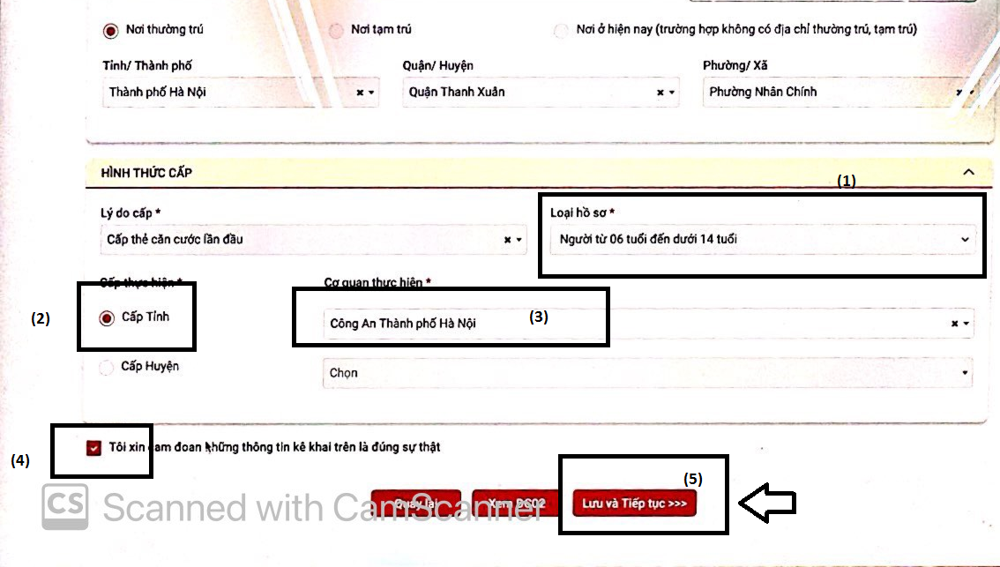 Nơi thường trú Nơi tạm trú Nơi ở hiện nay (trường hợp không có địa chỉ thường trú, tạm trú)
Tỉnh/ Thành phố Quận/ Huyện Phường/ Xã
Thành phố Hà Nội Quận Thanh Xuân Phường Nhân Chính
HÌNH THỨC CẤP
(1)
Lý do cấp * Loại hồ sơ *
Cấp thẻ căn cước lần đầu Người từ 06 tuổi đến dưới 14 tuổi
Cấp thực hiện * Cơ quan thực hiện *
(2) Cấp Tỉnh Công An Thành phố Hà Nội (3)
Cấp Huyện Chọn
(4) Tôi xin cam đoan những thông tin kê khai trên là đúng sự thật
(5)
Quay lại Xem DC02 Lưu và Tiếp tục >>>
CS Scanned with CamScanner